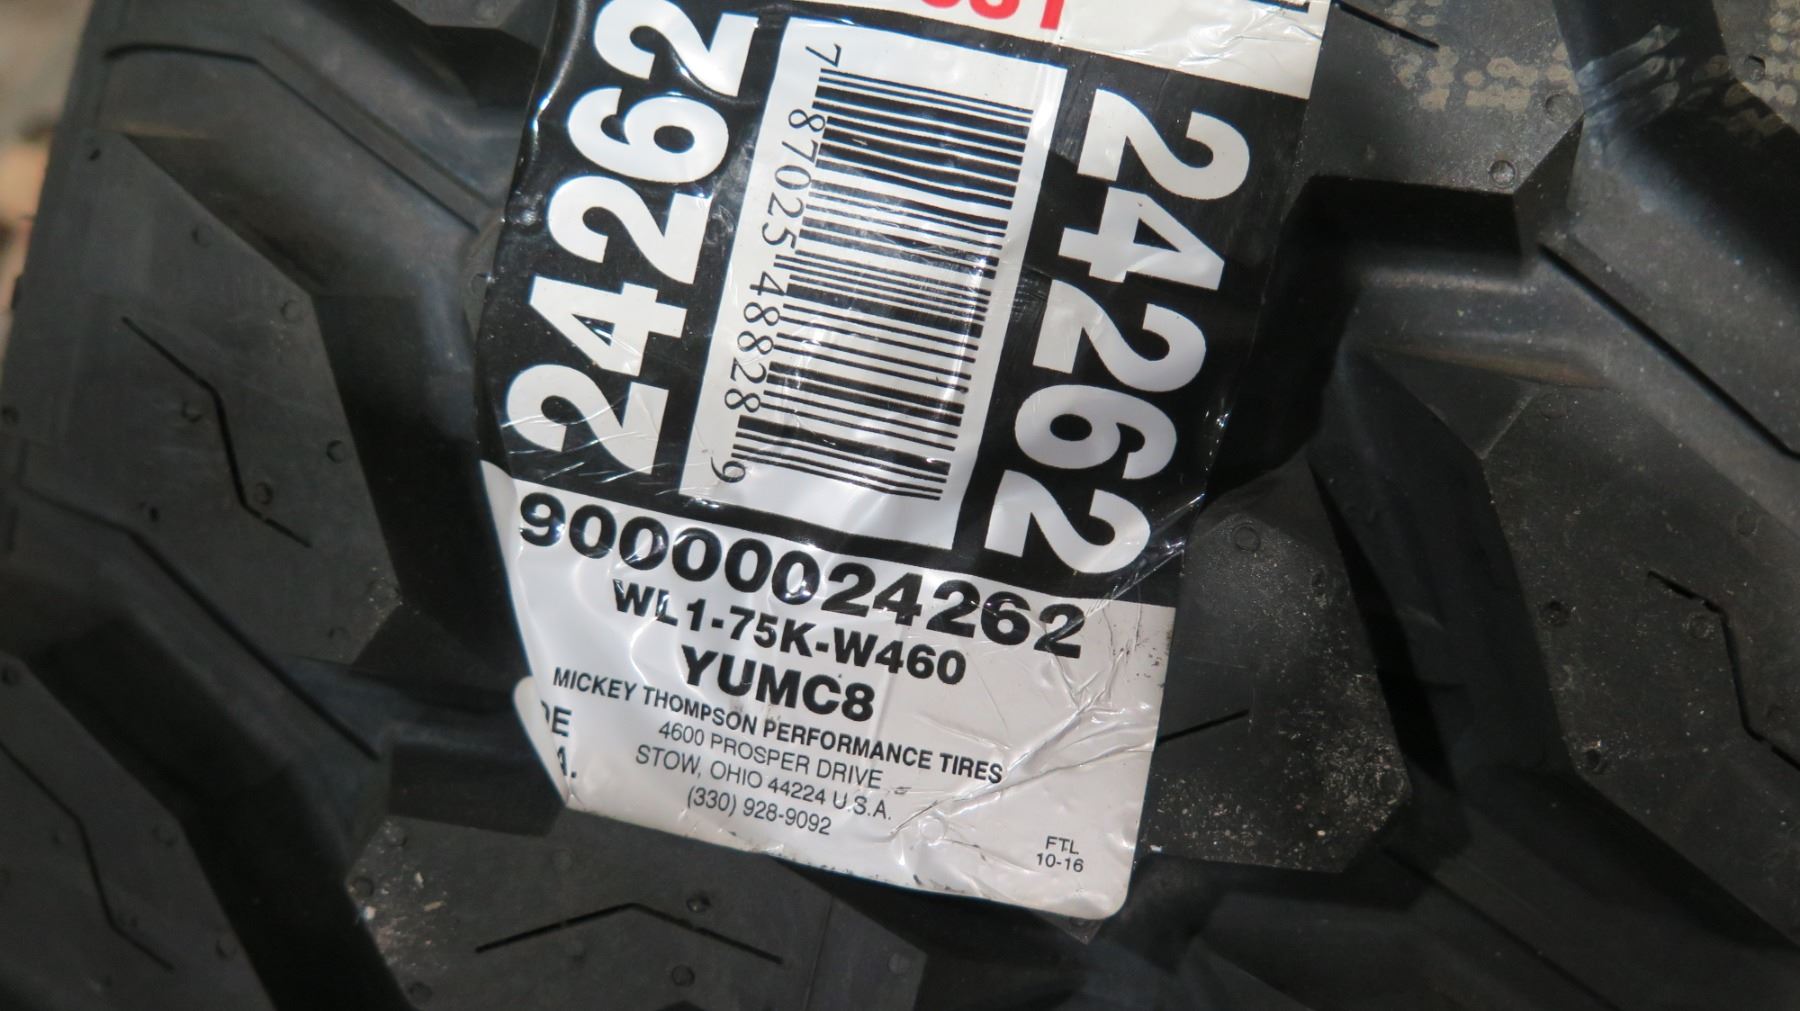 24262
7 87025 48828 9
24262
90000024262
WL1-75K-W460
YUMC8
MICKEY THOMPSON PERFORMANCE TIRES
4600 PROSPER DRIVE
STOW, OHIO 44224 U.S.A.
(330) 928-9092
FTL
10-16